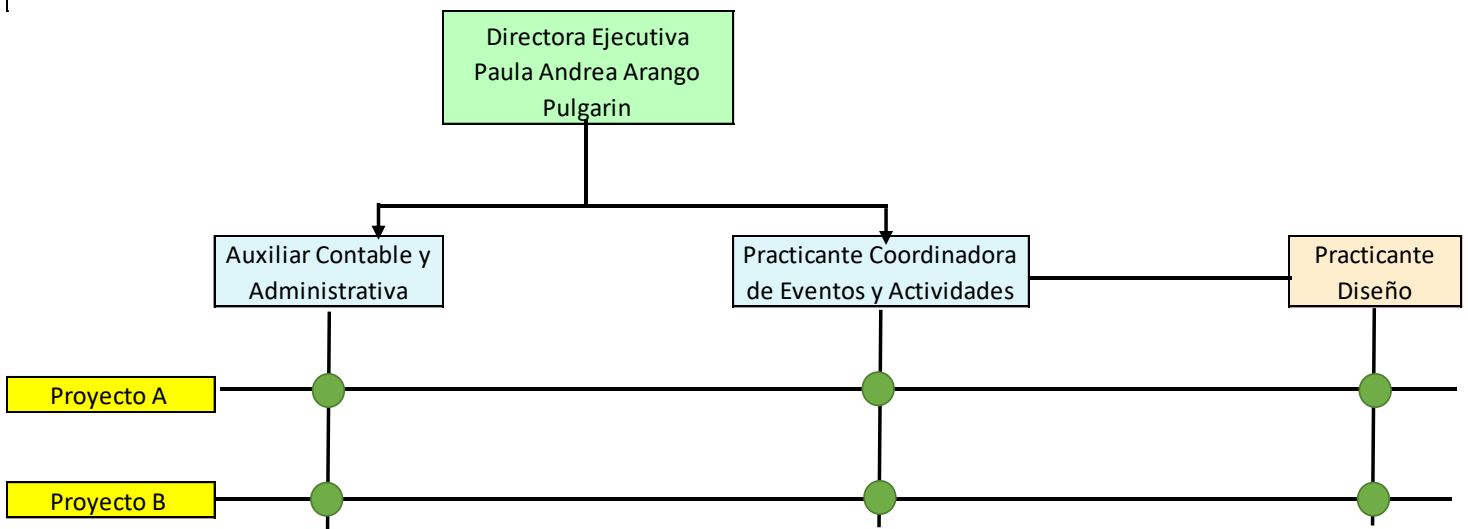 Directora Ejecutiva
Paula Andrea Arango
Pulgarin
Auxiliar Contable y
Administrativa
Practicante Coordinadora
de Eventos y Actividades
Practicante
Diseño
Proyecto A
Proyecto B